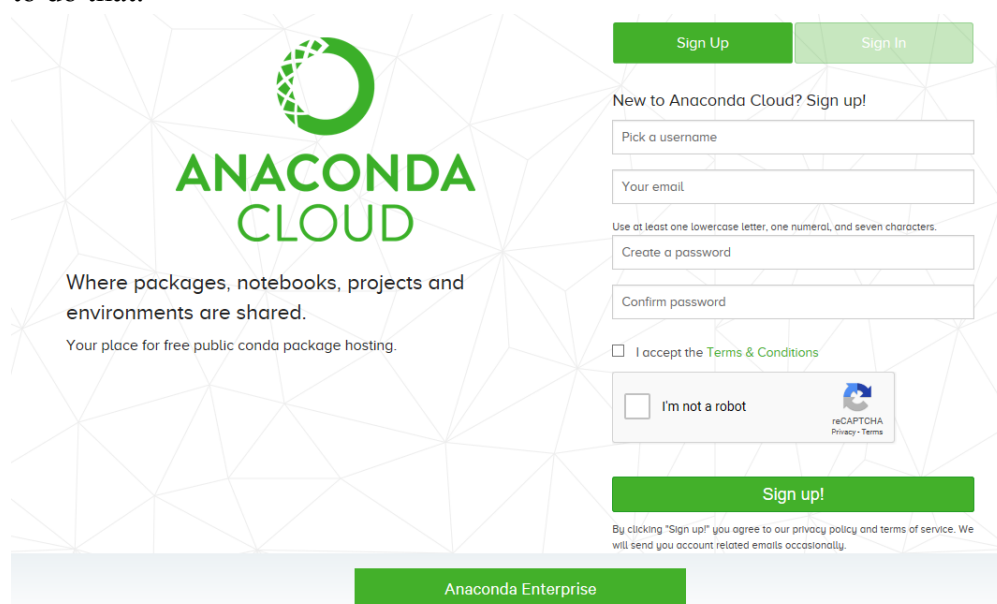 to do that.
Sign Up
Sign In
New to Anaconda Cloud? Sign up!
Pick a username
Your email
Use at least one lowercase letter, one numeral, and seven characters.
Create a password
Confirm password
I accept the Terms & Conditions
I'm not a robot
reCAPTCHA
Privacy - Terms
Sign up!
By clicking "Sign up!" you agree to our privacy policy and terms of service. We
will send you account related emails occasionally.
ANACONDA
CLOUD
Where packages, notebooks, projects and
environments are shared.
Your place for free public conda package hosting.
Anaconda Enterprise